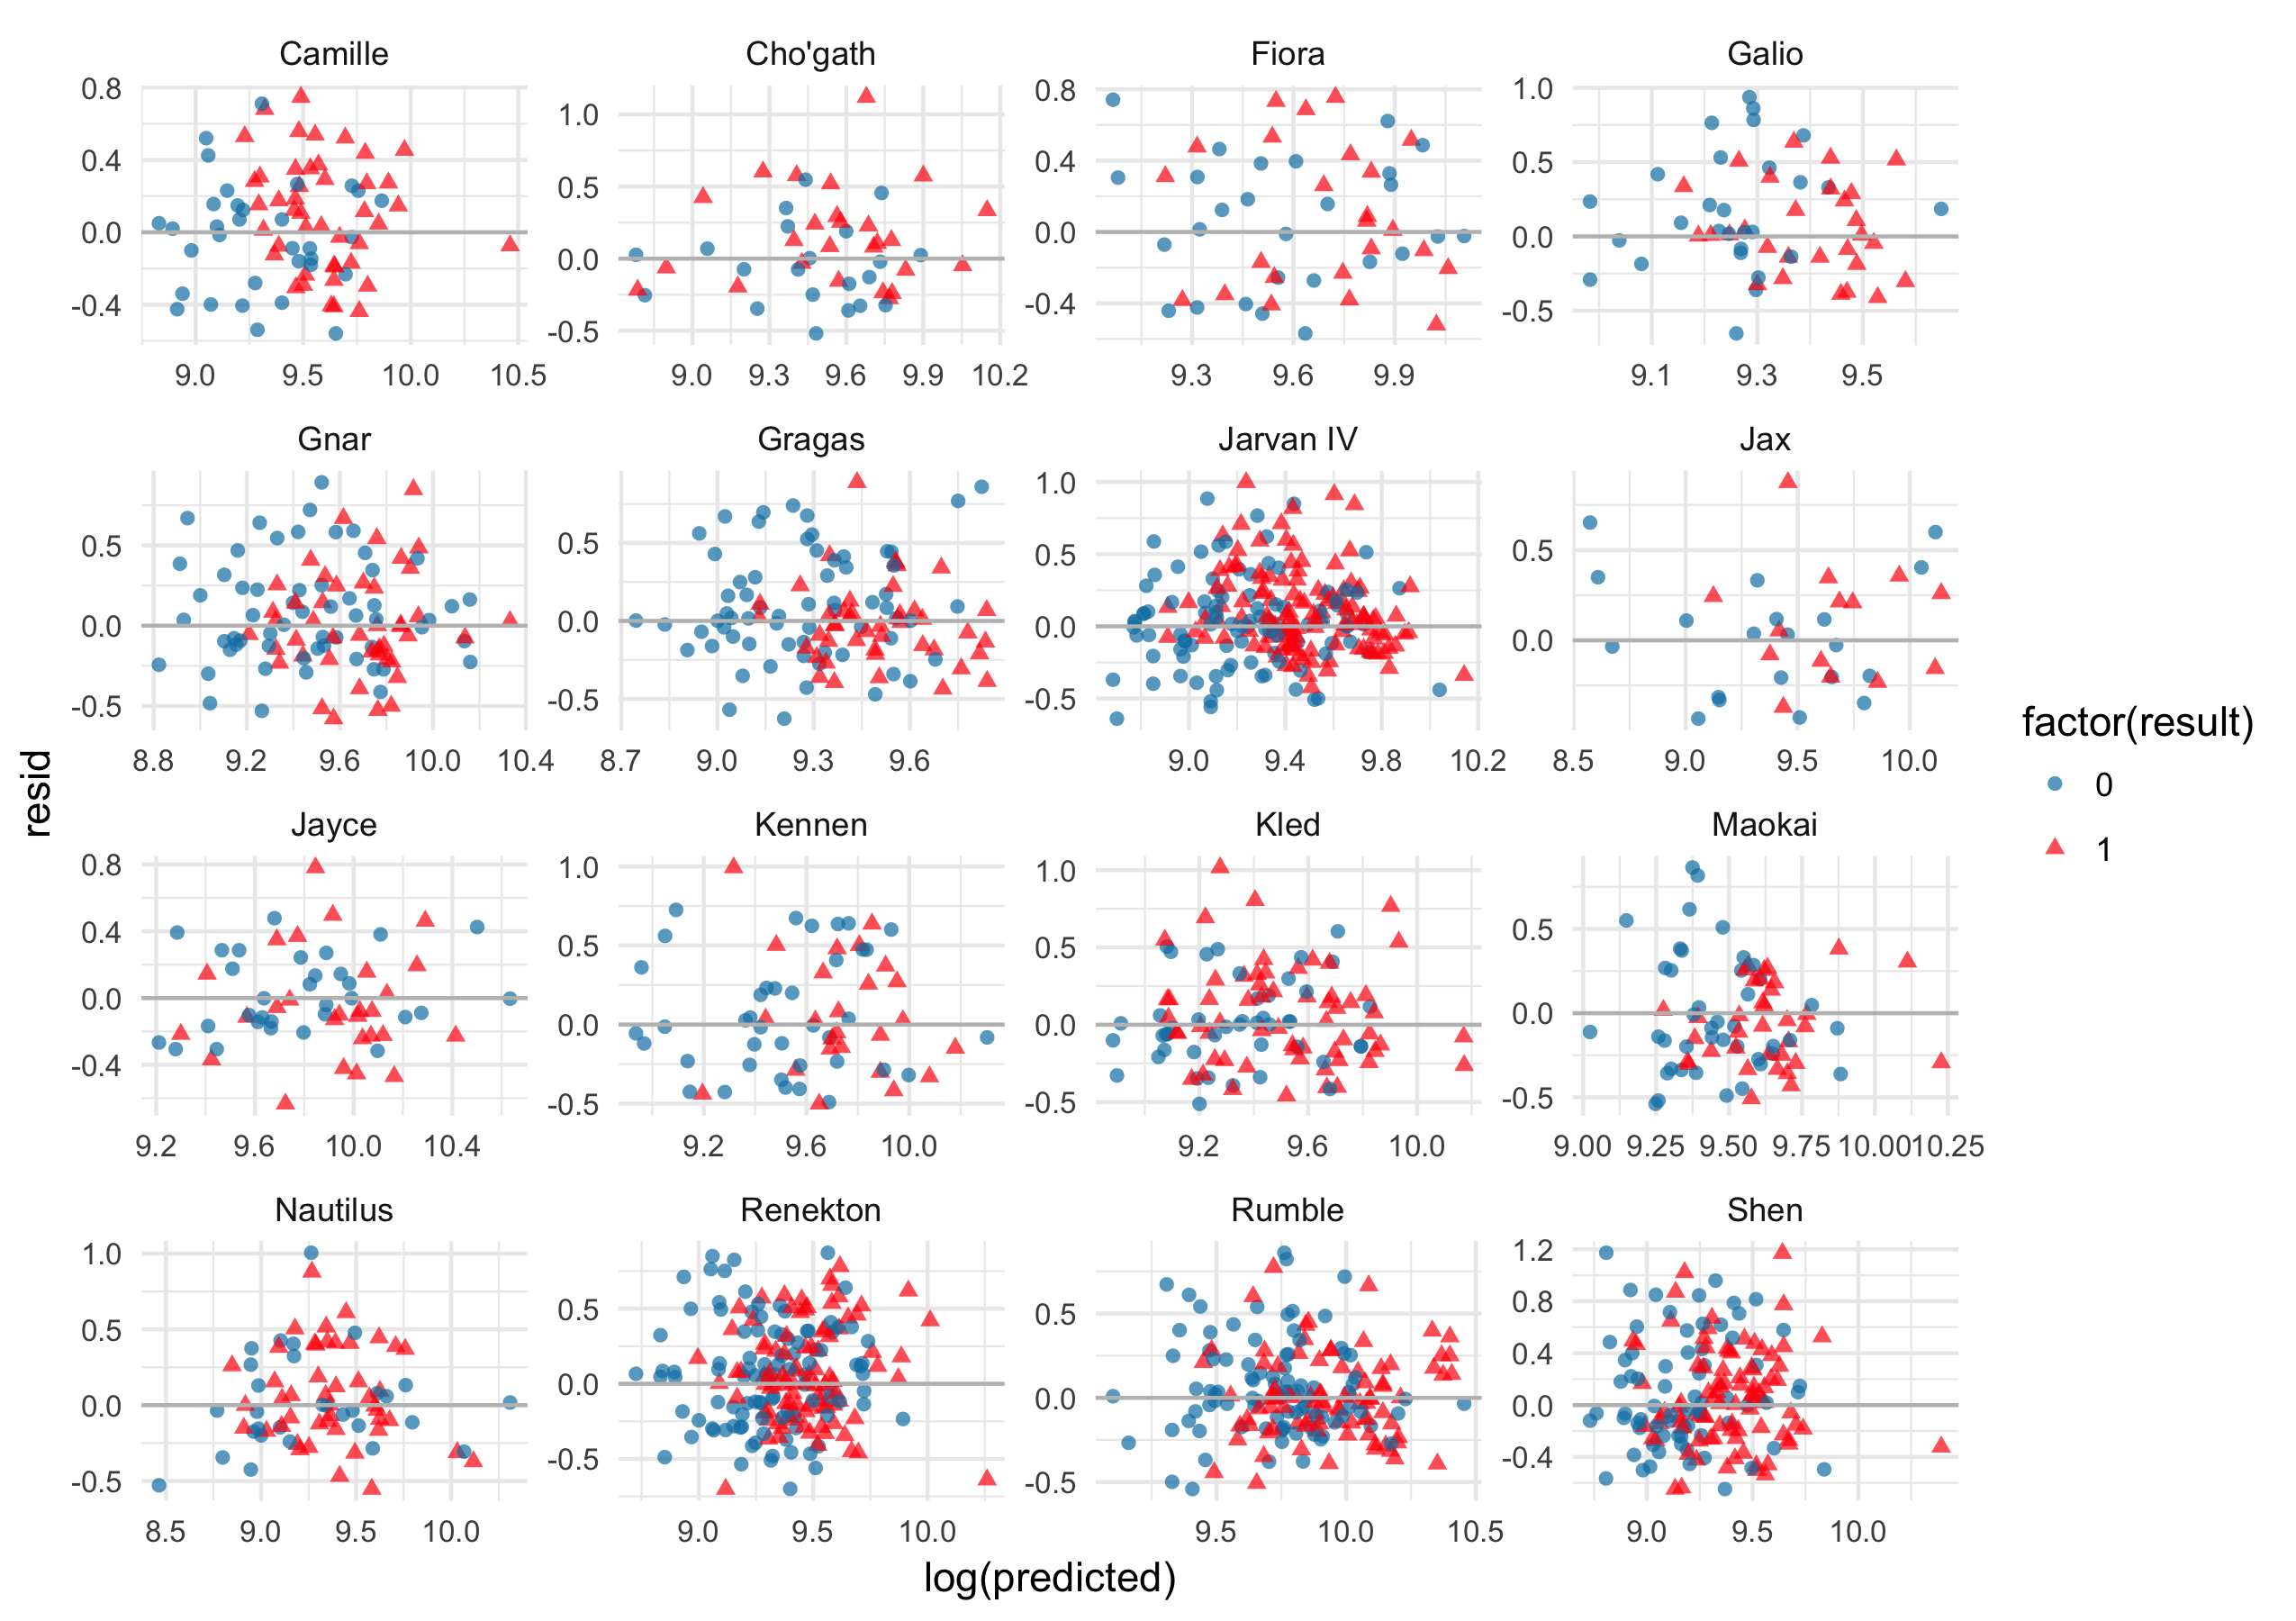 Camille Cho'gath Fiora Galio
0.8 0.4 0.0 -0.4
1.0 0.5 0.0 -0.5
0.8 0.4 0.0 -0.4
1.0 0.5 0.0 -0.5
9.0 9.5 10.0 10.5
9.0 9.3 9.6 9.9 10.2
9.3 9.6 9.9
9.1 9.3 9.5
Gnar Gragas Jarvan IV Jax
0.5 0.0 -0.5
0.5 0.0 -0.5
1.0 0.5 0.0 -0.5
0.5 0.0
8.8 9.2 9.6 10.0 10.4
8.7 9.0 9.3 9.6
9.0 9.4 9.8 10.2
8.5 9.0 9.5 10.0
Jayce Kennen Kled Maokai
0.8 0.4 0.0 -0.4
1.0 0.5 0.0 -0.5
1.0 0.5 0.0 -0.5
0.5 0.0 -0.5
9.2 9.6 10.0 10.4
9.2 9.6 10.0
9.2 9.6 10.0
9.00 9.25 9.50 9.75 10.00 10.25
Nautilus Renekton Rumble Shen
1.0 0.5 0.0 -0.5
0.5 0.0 -0.5
0.5 0.0 -0.5
1.2 0.8 0.4 0.0 -0.4
8.5 9.0 9.5 10.0
9.0 9.5 10.0
9.5 10.0 10.5
9.0 9.5 10.0
log(predicted)
resid
factor(result)
0
1